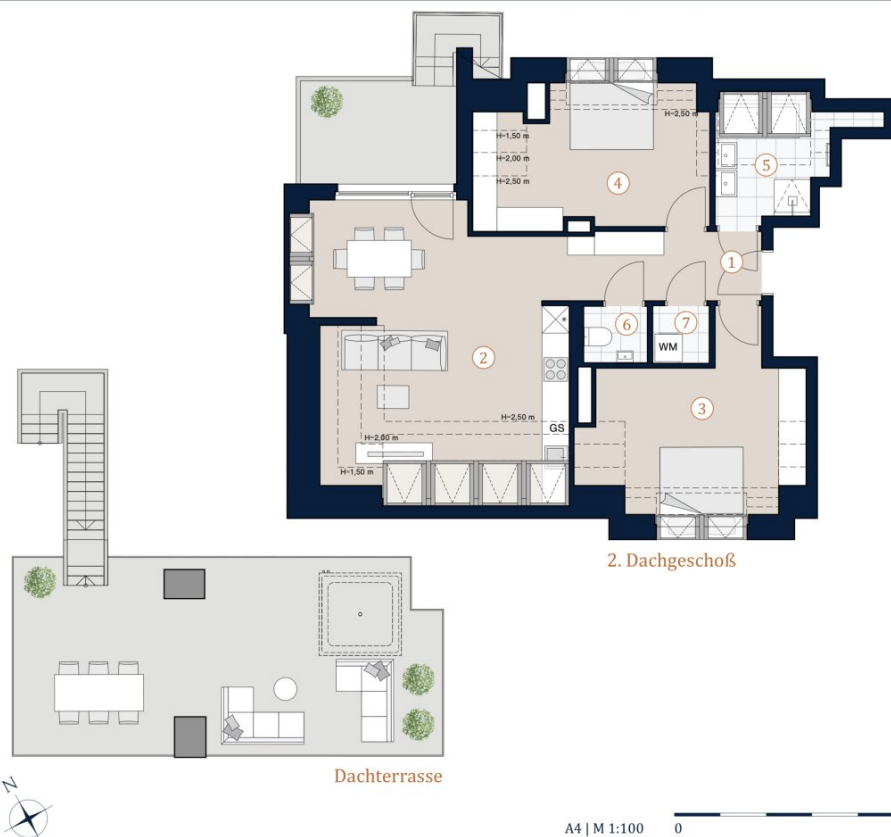 H=2,50 m
H=1,50 m
H=2,00 m
H=2,50 m
4
5
1
6
7
2
WM
3
H=2,50 m
GS
H=2,00 m
H=1,50 m
2. Dachgeschoß
Dachterrasse
N
A4 | M 1:100
0